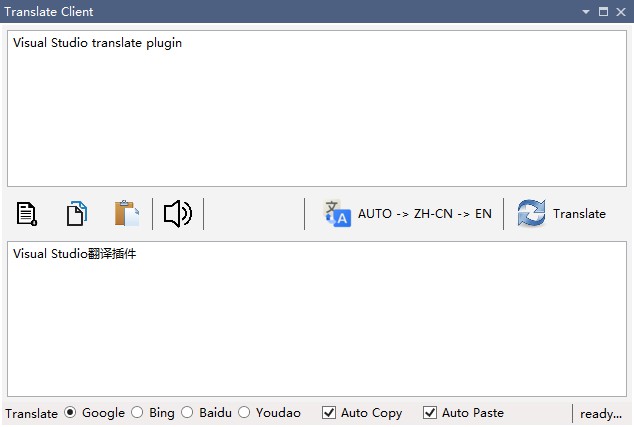 Translate Client
Visual Studio translate plugin
文 A AUTO -> ZH-CN -> EN Translate
Visual Studio翻译插件
Translate Google Bing Baidu Youdao Auto Copy Auto Paste ready...